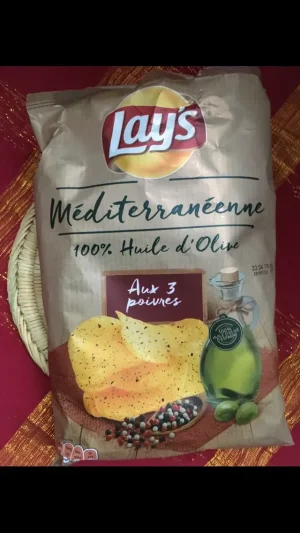 Lay's
Méditerranéenne
100% Huile d'Olive
Aux 3
poivres